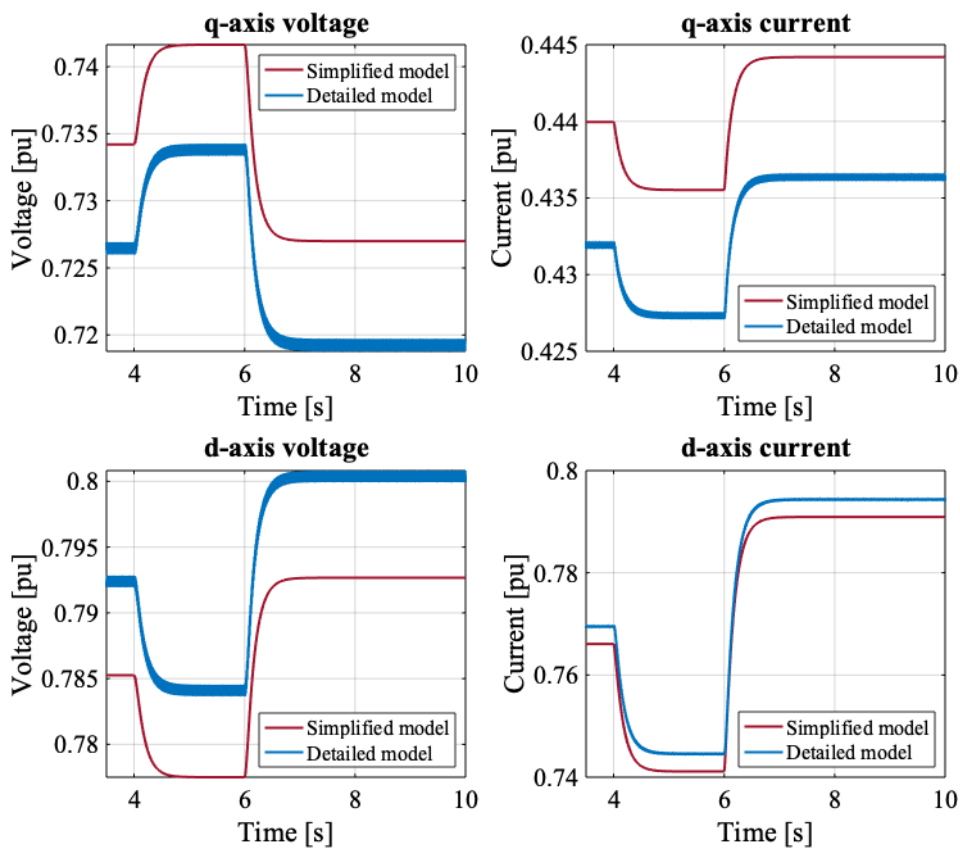 q-axis voltage
Voltage [pu]
0.74
0.735
0.73
0.725
0.72
4 6 8 10
Time [s]
Simplified model
Detailed model
q-axis current
Current [pu]
0.445
0.44
0.435
0.43
0.425
4 6 8 10
Time [s]
Simplified model
Detailed model
d-axis voltage
Voltage [pu]
0.8
0.795
0.79
0.785
0.78
4 6 8 10
Time [s]
Simplified model
Detailed model
d-axis current
Current [pu]
0.8
0.78
0.76
0.74
4 6 8 10
Time [s]
Simplified model
Detailed model